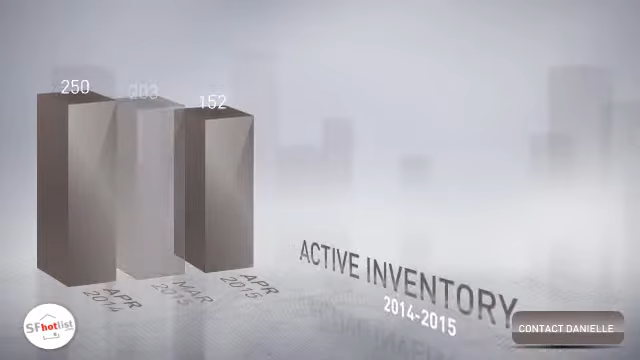 250
203
152
APR
2014
MAR
2015
APR
2015
ACTIVE INVENTORY
2014-2015
SFhotlist
CONTACT DANIELLE